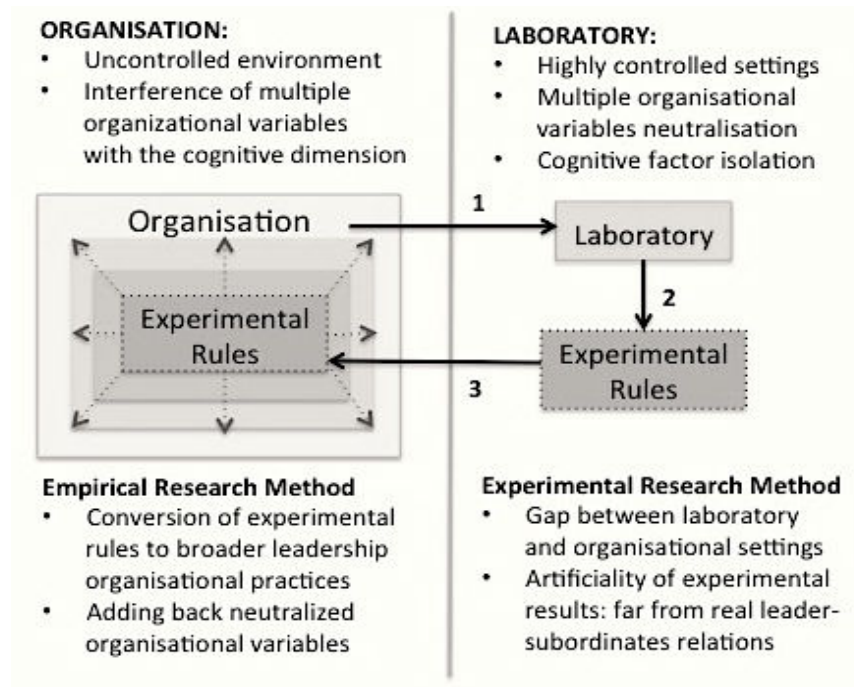 ORGANISATION:
• Uncontrolled environment
• Interference of multiple
organizational variables
with the cognitive dimension
LABORATORY:
• Highly controlled settings
• Multiple organisational
variables neutralisation
• Cognitive factor isolation
Organisation
1
Laboratory
2
Experimental
Rules
Experimental
Rules
3
Empirical Research Method
• Conversion of experimental
rules to broader leadership
organisational practices
• Adding back neutralized
organisational variables
Experimental Research Method
• Gap between laboratory
and organisational settings
• Artificiality of experimental
results: far from real leader-
subordinates relations